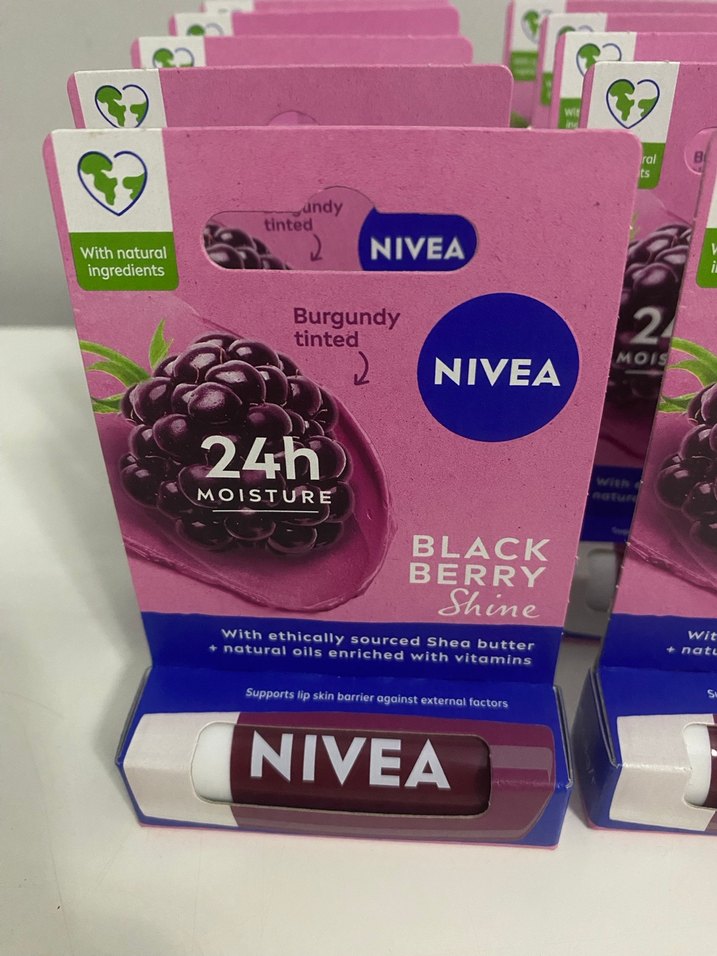 With natural
ingredients
Burgundy
tinted
NIVEA
Burgundy
tinted
NIVEA
24h
MOISTURE
BLACK
BERRY
Shine
With ethically sourced Shea butter
+ natural oils enriched with vitamins
Supports lip skin barrier against external factors
NIVEA